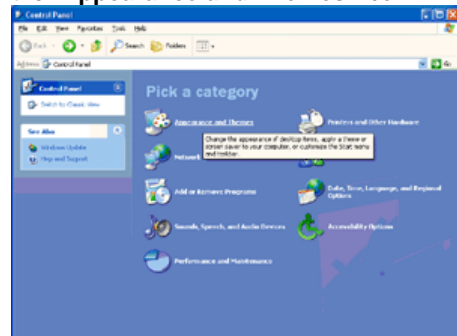 Control Panel
File Edit View Favorites Tools Help
Back Search Folders
Address Control Panel Go
Control Panel
Switch to Classic View
See Also
Windows Update
Help and Support
Pick a category
Appearance and Themes
Printers and Other Hardware
Change the appearance of desktop items, apply a theme or
screen saver to your computer, or customize the Start menu
and taskbar.
Network
Add or Remove Programs
Date, Time, Language, and Regional
Options
Sounds, Speech, and Audio Devices
Accessibility Options
Performance and Maintenance